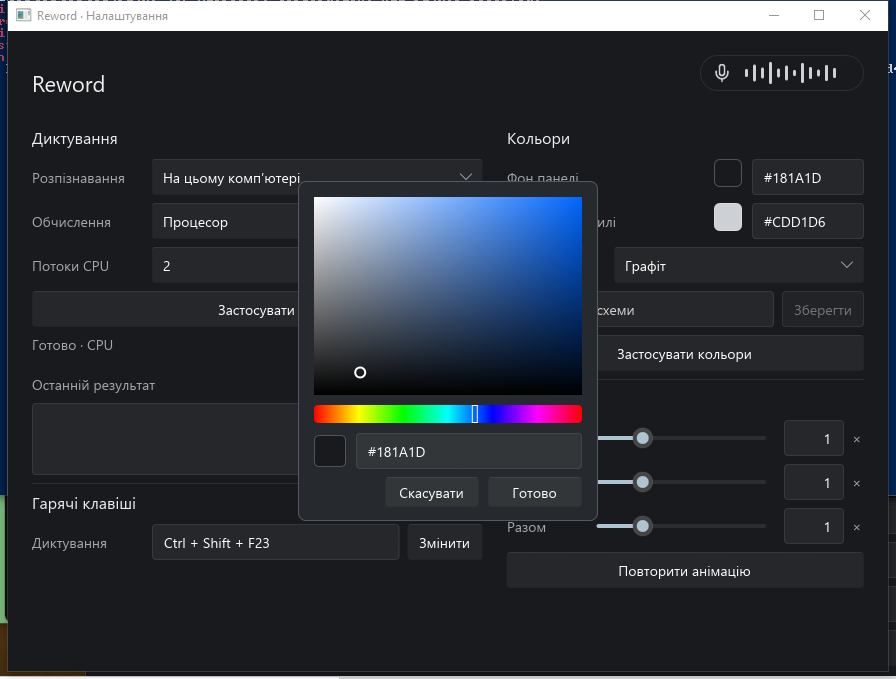 Reword · Налаштування
Reword
Диктування
Розпізнавання
На цьому комп’ютері
Обчислення
Процесор
Потоки CPU
2
Застосувати
Готово · CPU
Останній результат
Гарячі клавіші
Диктування
Ctrl + Shift + F23
Змінити
Кольори
Фон панелі
#181A1D
#CDD1D6
Графіт
Зберегти
Застосувати кольори
#181A1D
Скасувати
Готово
1 ×
1 ×
Разом
1 ×
Повторити анімацію